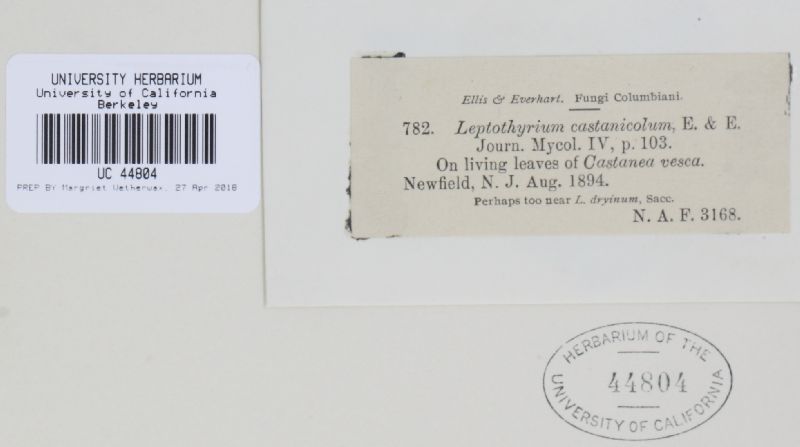 UNIVERSITY HERBARIUM
University of California
Berkeley
UC 44804
PREP BY Margriet Wetherwax, 27 Apr 2018
Ellis & Everhart. Fungi Columbiani.
782. Leptothyrium castanicolum, E. & E.
Journ. Mycol. IV, p. 103.
On living leaves of Castanea vesca.
Newfield, N. J. Aug. 1894.
Perhaps too near L. dryinum, Sacc.
N. A. F. 3168.
HERBARIUM OF THE
44804
UNIVERSITY OF CALIFORNIA